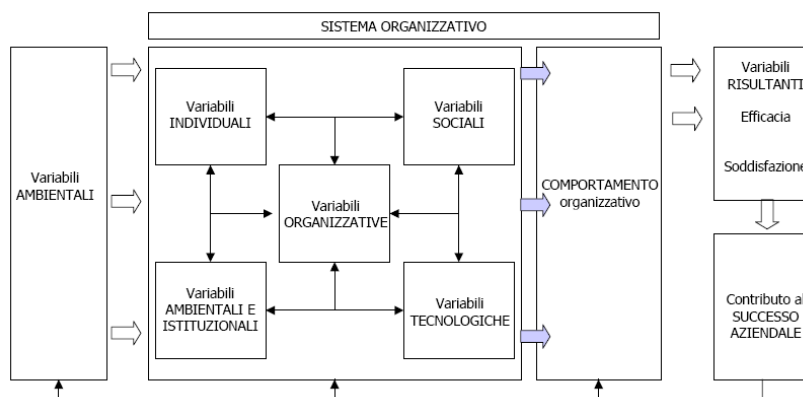 SISTEMA ORGANIZZATIVO
Variabili
AMBIENTALI
Variabili
INDIVIDUALI
Variabili
SOCIALI
Variabili
ORGANIZZATIVE
Variabili
AMBIENTALI E
ISTITUZIONALI
Variabili
TECNOLOGICHE
COMPORTAMENTO
organizzativo
Variabili
RISULTANTI
Efficacia
Soddisfazione
Contributo al
SUCCESSO
AZIENDALE